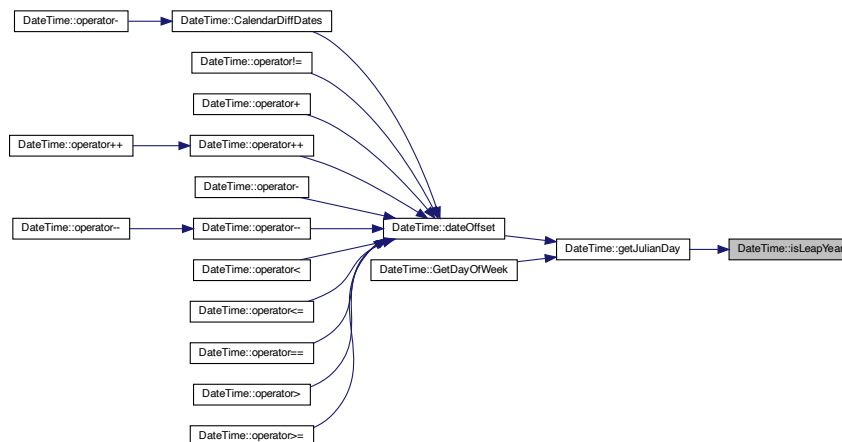 DateTime::operator-
DateTime::CalendarDiffDates
DateTime::operator!=
DateTime::operator+
DateTime::operator++
DateTime::operator++
DateTime::operator-
DateTime::operator--
DateTime::operator--
DateTime::dateOffset
DateTime::getJulianDay
DateTime::isLeapYear
DateTime::operator<
DateTime::GetDayOfWeek
DateTime::operator<=
DateTime::operator==
DateTime::operator>
DateTime::operator>=